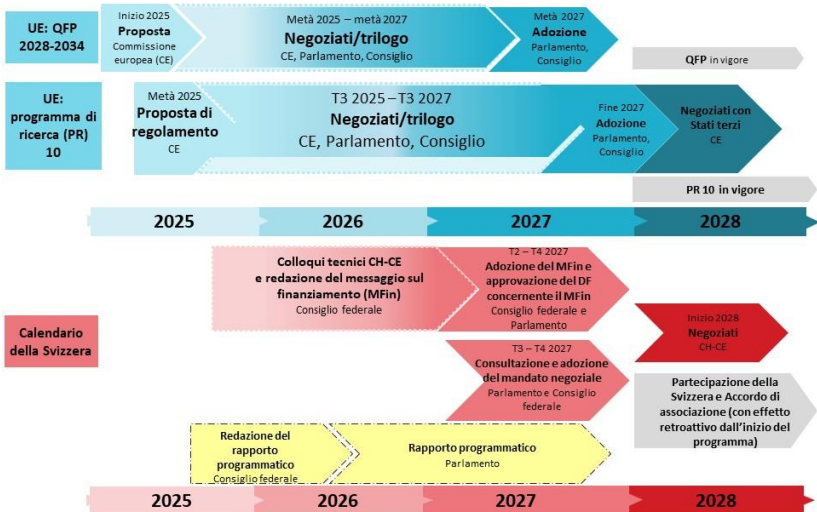 UE: QFP
2028-2034
Inizio 2025
Proposta
Commissione
europea (CE)
Metà 2025 – metà 2027
Negoziati/trilogo
CE, Parlamento, Consiglio
Metà 2027
Adozione
Parlamento,
Consiglio
QFP in vigore
UE:
programma di
ricerca (PR)
10
Metà 2025
Proposta di
regolamento
CE
T3 2025 – T3 2027
Negoziati/trilogo
CE, Parlamento, Consiglio
Fine 2027
Adozione
Parlamento,
Consiglio
Negoziati con
Stati terzi
CE
PR 10 in vigore
2025
2026
2027
2028
Calendario
della Svizzera
Colloqui tecnici CH-CE
e redazione del messaggio sul
finanziamento (MFin)
Consiglio federale
T2 – T4 2027
Adozione del MFin e
approvazione del DF
concernente il MFin
Consiglio federale e
Parlamento
Inizio 2028
Negoziati
CH-CE
T3 – T4 2027
Consultazione e adozione
del mandato negoziale
Parlamento e Consiglio
federale
Partecipazione della
Svizzera e Accordo di
associazione (con effetto
retroattivo dall'inizio del
programma)
Redazione del
rapporto
programmatico
Consiglio federale
Rapporto programmatico
Parlamento
2025
2026
2027
2028